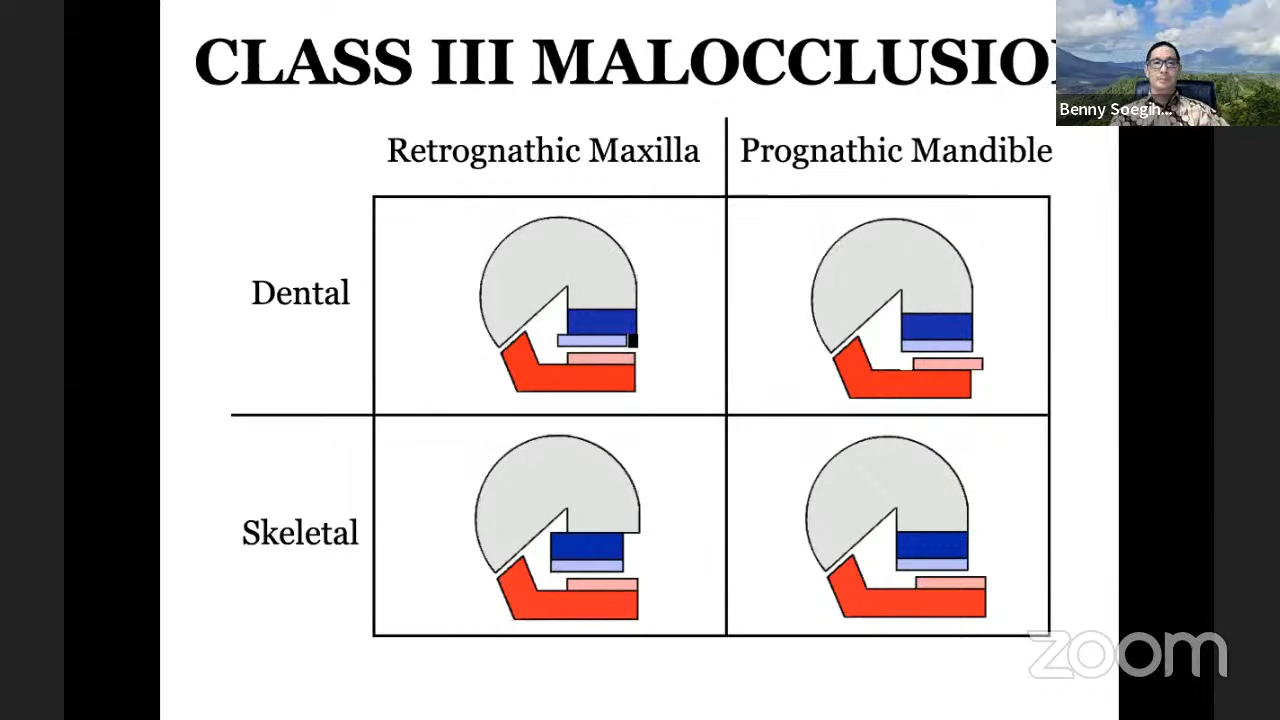 CLASS III MALOCCLUSIO
Benny Soegih...
Retrognathic Maxilla
Prognathic Mandible
Dental
Skeletal
zoom